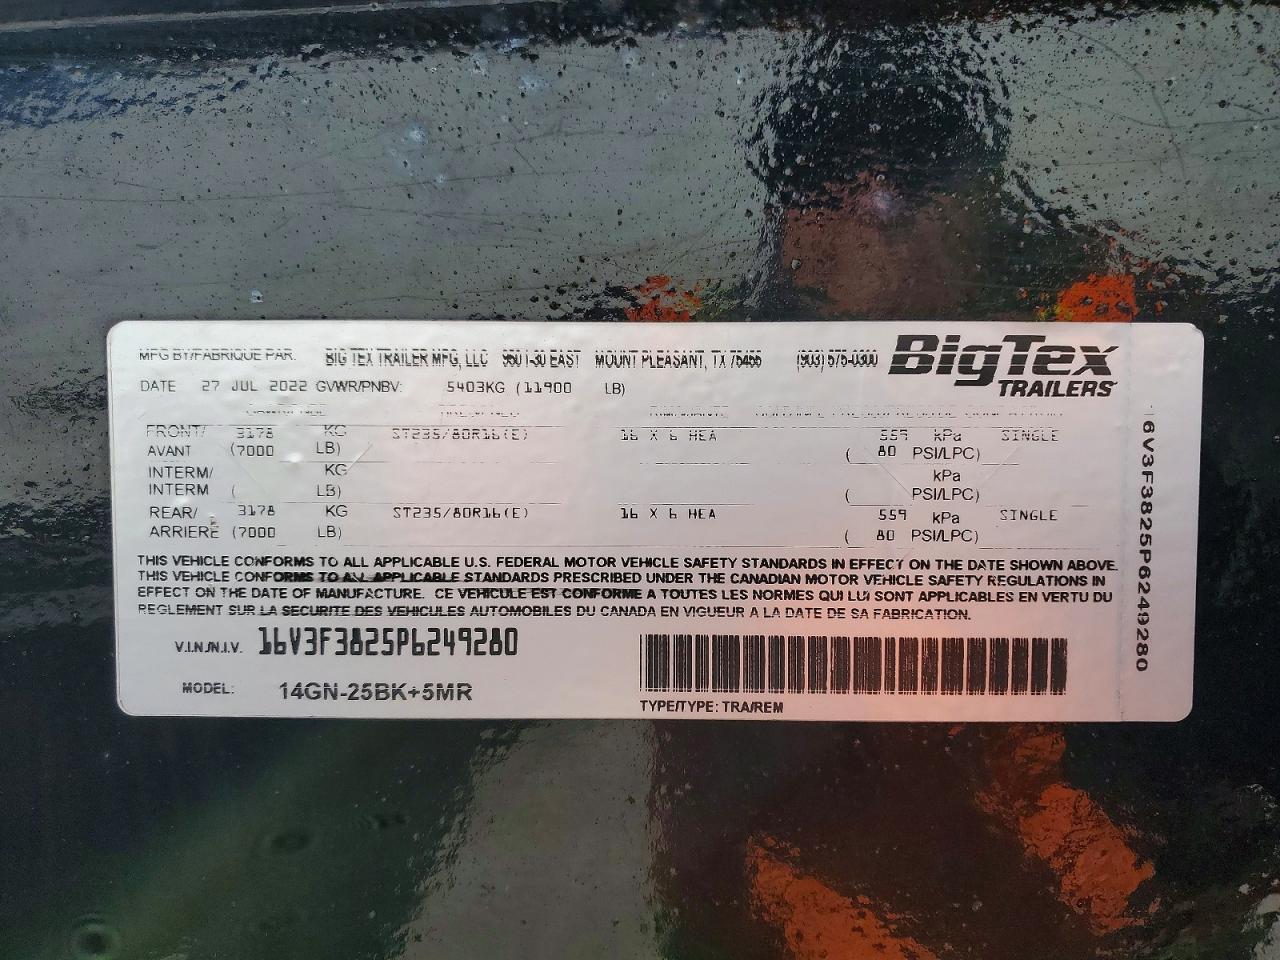 MFG BY/FABRIQUE PAR. BIG TEX TRAILER MFG, LLC 950 I-30 EAST MOUNT PLEASANT, TX 75455 (903) 575-0300
BigTex
TRAILERS
DATE 27 JUL 2022 GVWR/PNBV: 5403KG (11900 LB)
FRONT/ 3178 KG ST235/80R16(E) 16 X 6 HEA 559 kPa SINGLE
AVANT (7000 LB) ( 80 PSI/LPC)
INTERM/ KG kPa
INTERM ( LB) ( PSI/LPC)
REAR/ 3178 KG ST235/80R16(E) 16 X 6 HEA 559 kPa SINGLE
ARRIERE (7000 LB) ( 80 PSI/LPC)
THIS VEHICLE CONFORMS TO ALL APPLICABLE U.S. FEDERAL MOTOR VEHICLE SAFETY STANDARDS IN EFFECT ON THE DATE SHOWN ABOVE.
THIS VEHICLE CONFORMS TO ALL APPLICABLE STANDARDS PRESCRIBED UNDER THE CANADIAN MOTOR VEHICLE SAFETY REGULATIONS IN
EFFECT ON THE DATE OF MANUFACTURE. CE VEHICULE EST CONFORME A TOUTES LES NORMES QUI LUI SONT APPLICABLES EN VERTU DU
REGLEMENT SUR LA SECURITE DES VEHICULES AUTOMOBILES DU CANADA EN VIGUEUR A LA DATE DE SA FABRICATION.
V.I.N./N.I.V. 16V3F3825P6249280
MODEL: 14GN-25BK+5MR
TYPE/TYPE: TRA/REM
16V3F3825P6249280